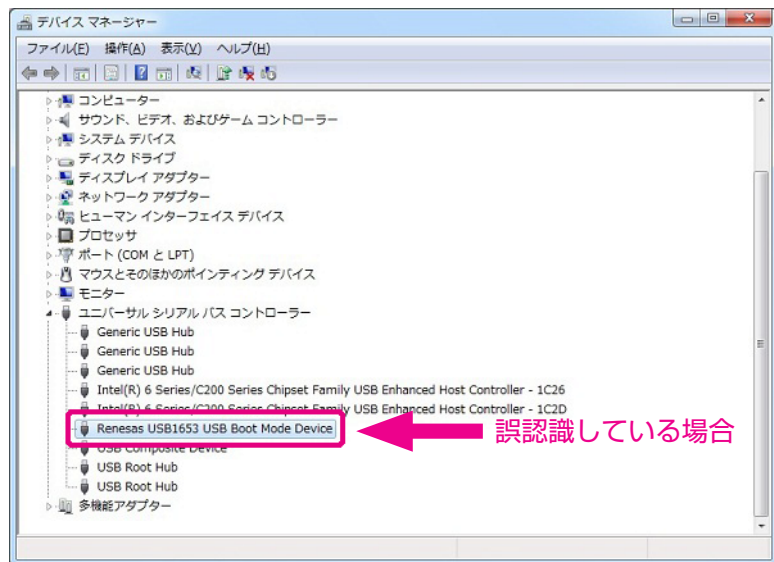 デバイス マネージャー
ファイル(F) 操作(A) 表示(V) ヘルプ(H)
コンピューター
サウンド、ビデオ、およびゲーム コントローラー
システム デバイス
ディスク ドライブ
ディスプレイ アダプター
ネットワーク アダプター
ヒューマン インターフェイス デバイス
プロセッサ
ポート (COM と LPT)
マウスとそのほかのポインティング デバイス
モニター
ユニバーサル シリアル バス コントローラー
Generic USB Hub
Generic USB Hub
Generic USB Hub
Intel(R) 6 Series/C200 Series Chipset Family USB Enhanced Host Controller - 1C26
Intel(R) 6 Series/C200 Series Chipset Family USB Enhanced Host Controller - 1C2D
Renesas USB1653 USB Boot Mode Device
誤認識している場合
USB Composite Device
USB Root Hub
USB Root Hub
多機能アダプター